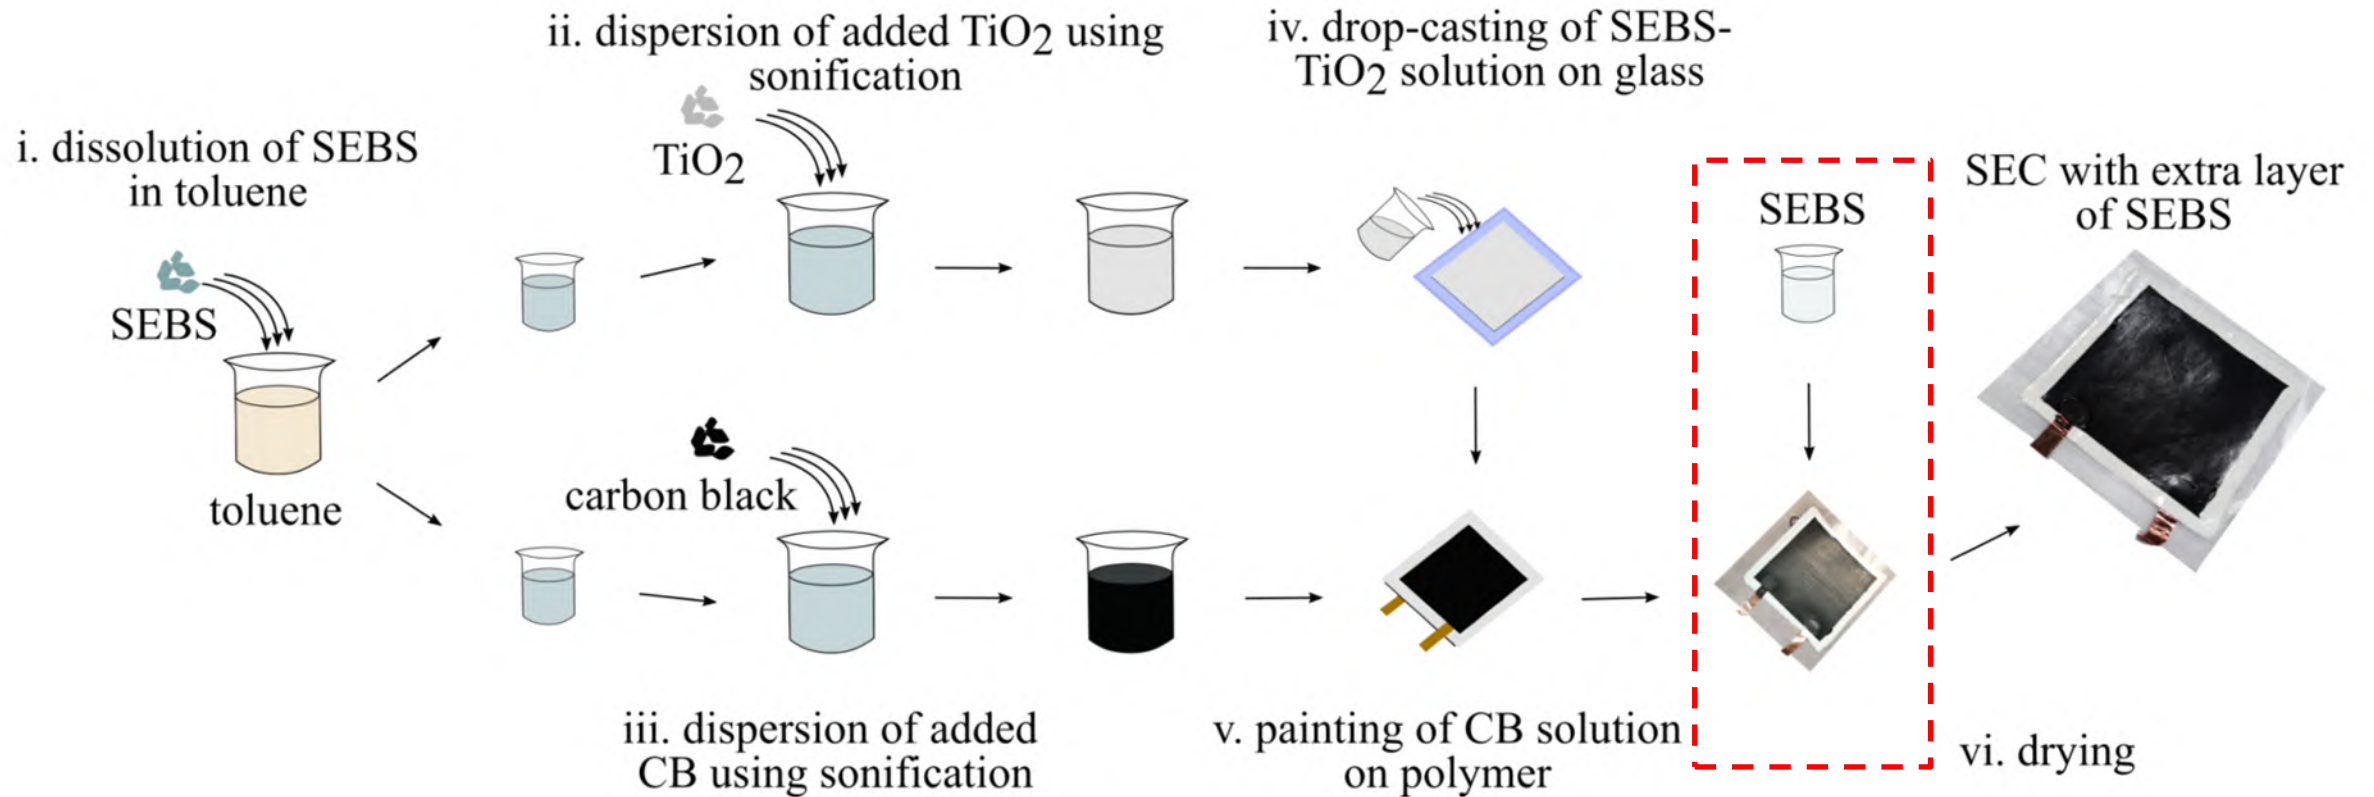 i. dissolution of SEBS
in toluene
SEBS
toluene
ii. dispersion of added TiO2 using
sonification
TiO2
carbon black
iii. dispersion of added
CB using sonification
iv. drop-casting of SEBS-
TiO2 solution on glass
v. painting of CB solution
on polymer
SEBS
SEC with extra layer
of SEBS
vi. drying